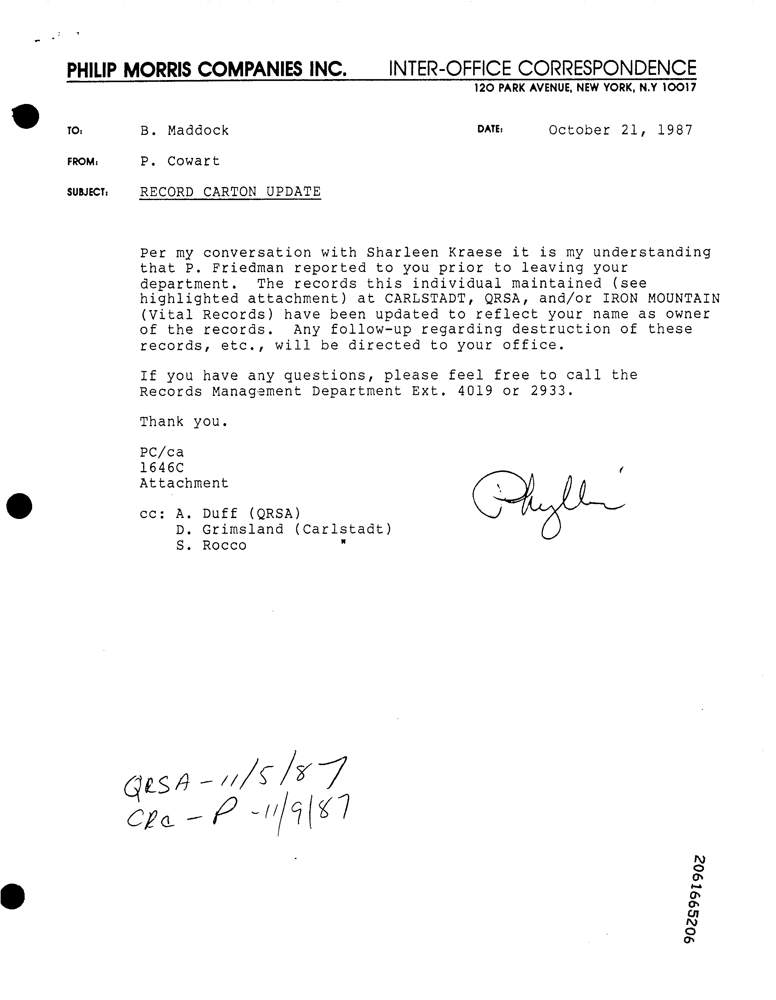 PHILIP MORRIS COMPANIES INC. INTER-OFFICE CORRESPONDENCE
120 PARK AVENUE, NEW YORK, N.Y 10017
TO: B. Maddock DATE: October 21, 1987
FROM: P. Cowart
SUBJECT: RECORD CARTON UPDATE
Per my conversation with Sharleen Kraese it is my understanding
that P. Friedman reported to you prior to leaving your
department. The records this individual maintained (see
highlighted attachment) at CARLSTADT, QRSA, and/or IRON MOUNTAIN
(Vital Records) have been updated to reflect your name as owner
of the records. Any follow-up regarding destruction of these
records, etc., will be directed to your office.
If you have any questions, please feel free to call the
Records Management Department Ext. 4019 or 2933.
Thank you.
PC/ca
1646C
Attachment
Phyllis
cc: A. Duff (QRSA)
D. Grimsland (Carlstadt)
S. Rocco "
QRSA - 11/5/87
CRC - P - 11/9/87
2061665206